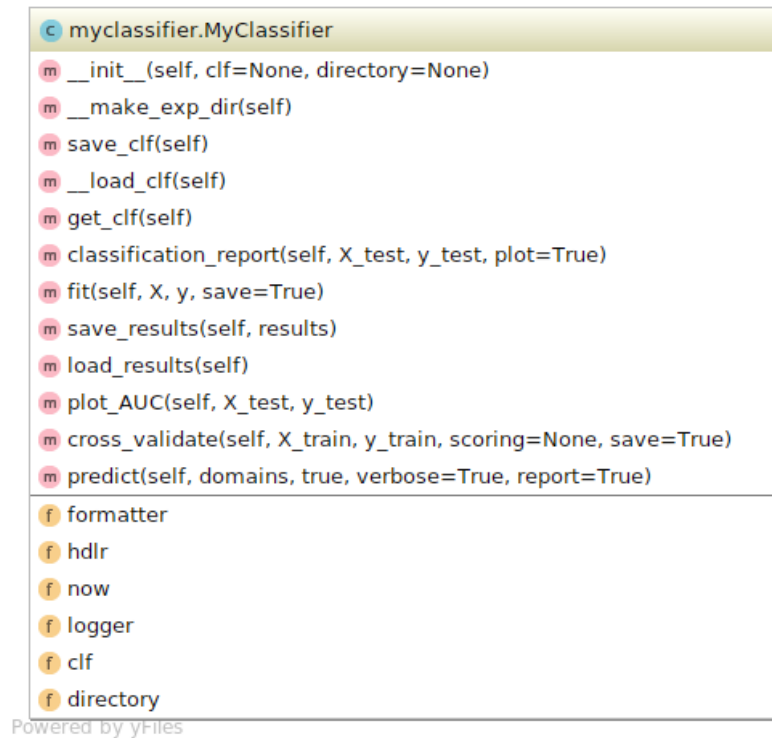 c myclassifier.MyClassifier
m __init__(self, clf=None, directory=None)
m __make_exp_dir(self)
m save_clf(self)
m __load_clf(self)
m get_clf(self)
m classification_report(self, X_test, y_test, plot=True)
m fit(self, X, y, save=True)
m save_results(self, results)
m load_results(self)
m plot_AUC(self, X_test, y_test)
m cross_validate(self, X_train, y_train, scoring=None, save=True)
m predict(self, domains, true, verbose=True, report=True)
f formatter
f hdlr
f now
f logger
f clf
f directory
Powered by yFiles